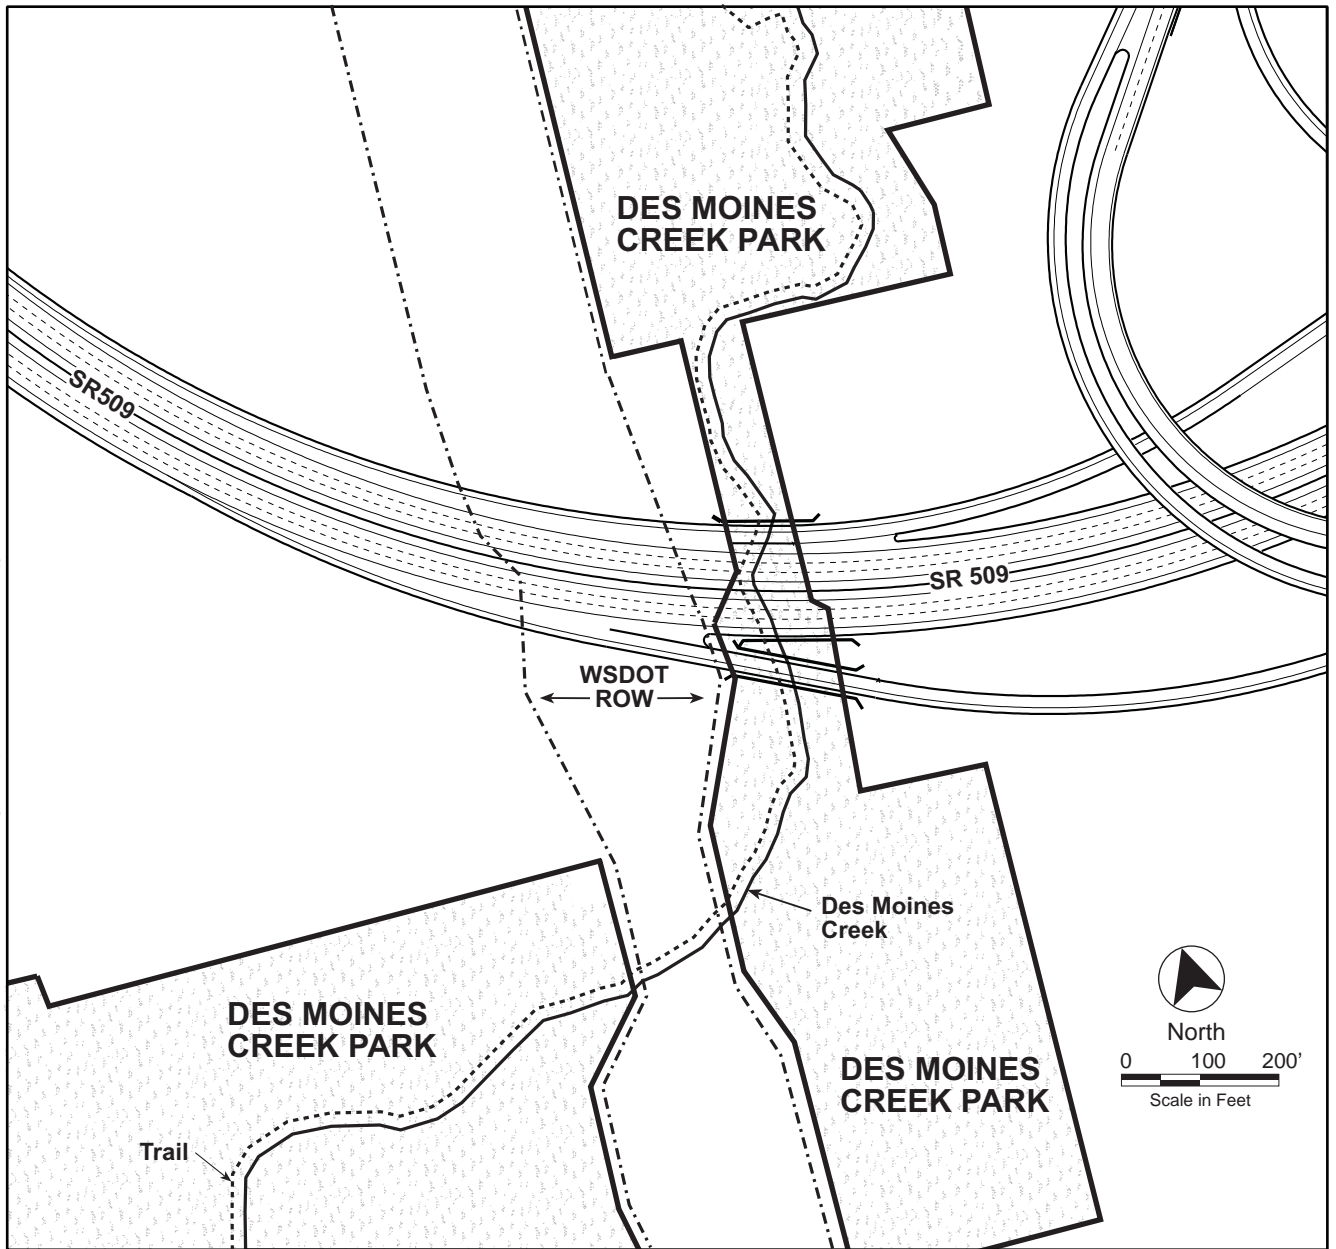 DES MOINES
CREEK PARK
SR509
SR 509
WSDOT
ROW
Des Moines
Creek
DES MOINES
CREEK PARK
North
0 100 200'
Scale in Feet
DES MOINES
CREEK PARK
Trail